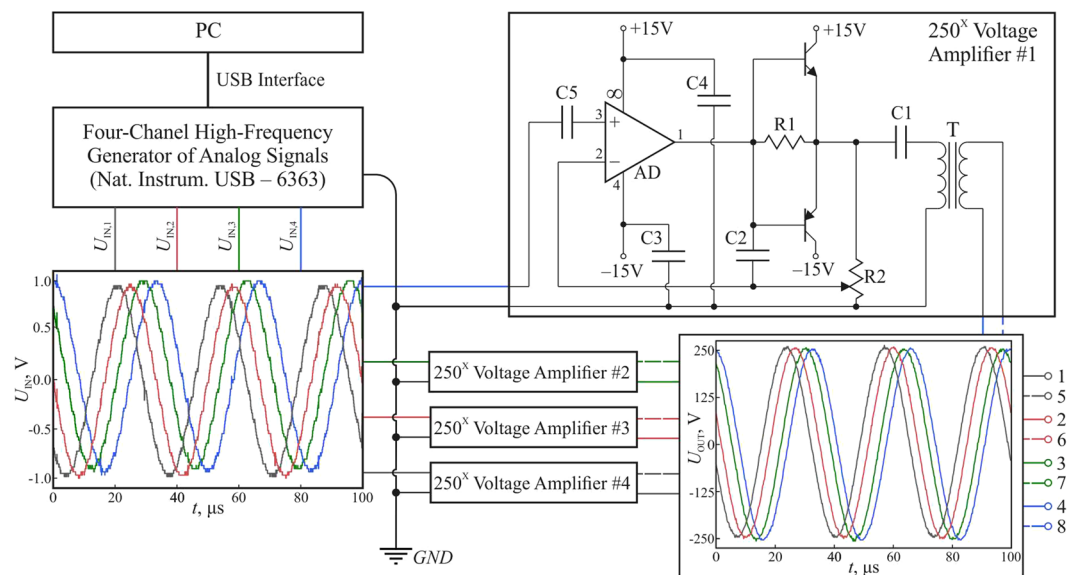 PC
USB Interface
Four-Chanel High-Frequency
Generator of Analog Signals
(Nat. Instrum. USB – 6363)
U_IN,1
U_IN,2
U_IN,3
U_IN,4
1.0
0.5
0.0
-0.5
-1.0
U_IN, V
0
20
40
60
80
100
t, μs
250^X Voltage
Amplifier #1
+15V
+15V
∞
C4
C5
3
+
2
−
1
4
AD
R1
C1
T
C3
C2
−15V
−15V
R2
250^X Voltage Amplifier #2
250^X Voltage Amplifier #3
250^X Voltage Amplifier #4
GND
250
125
0
-125
-250
U_OUT, V
0
20
40
60
80
100
t, μs
1
5
2
6
3
7
4
8